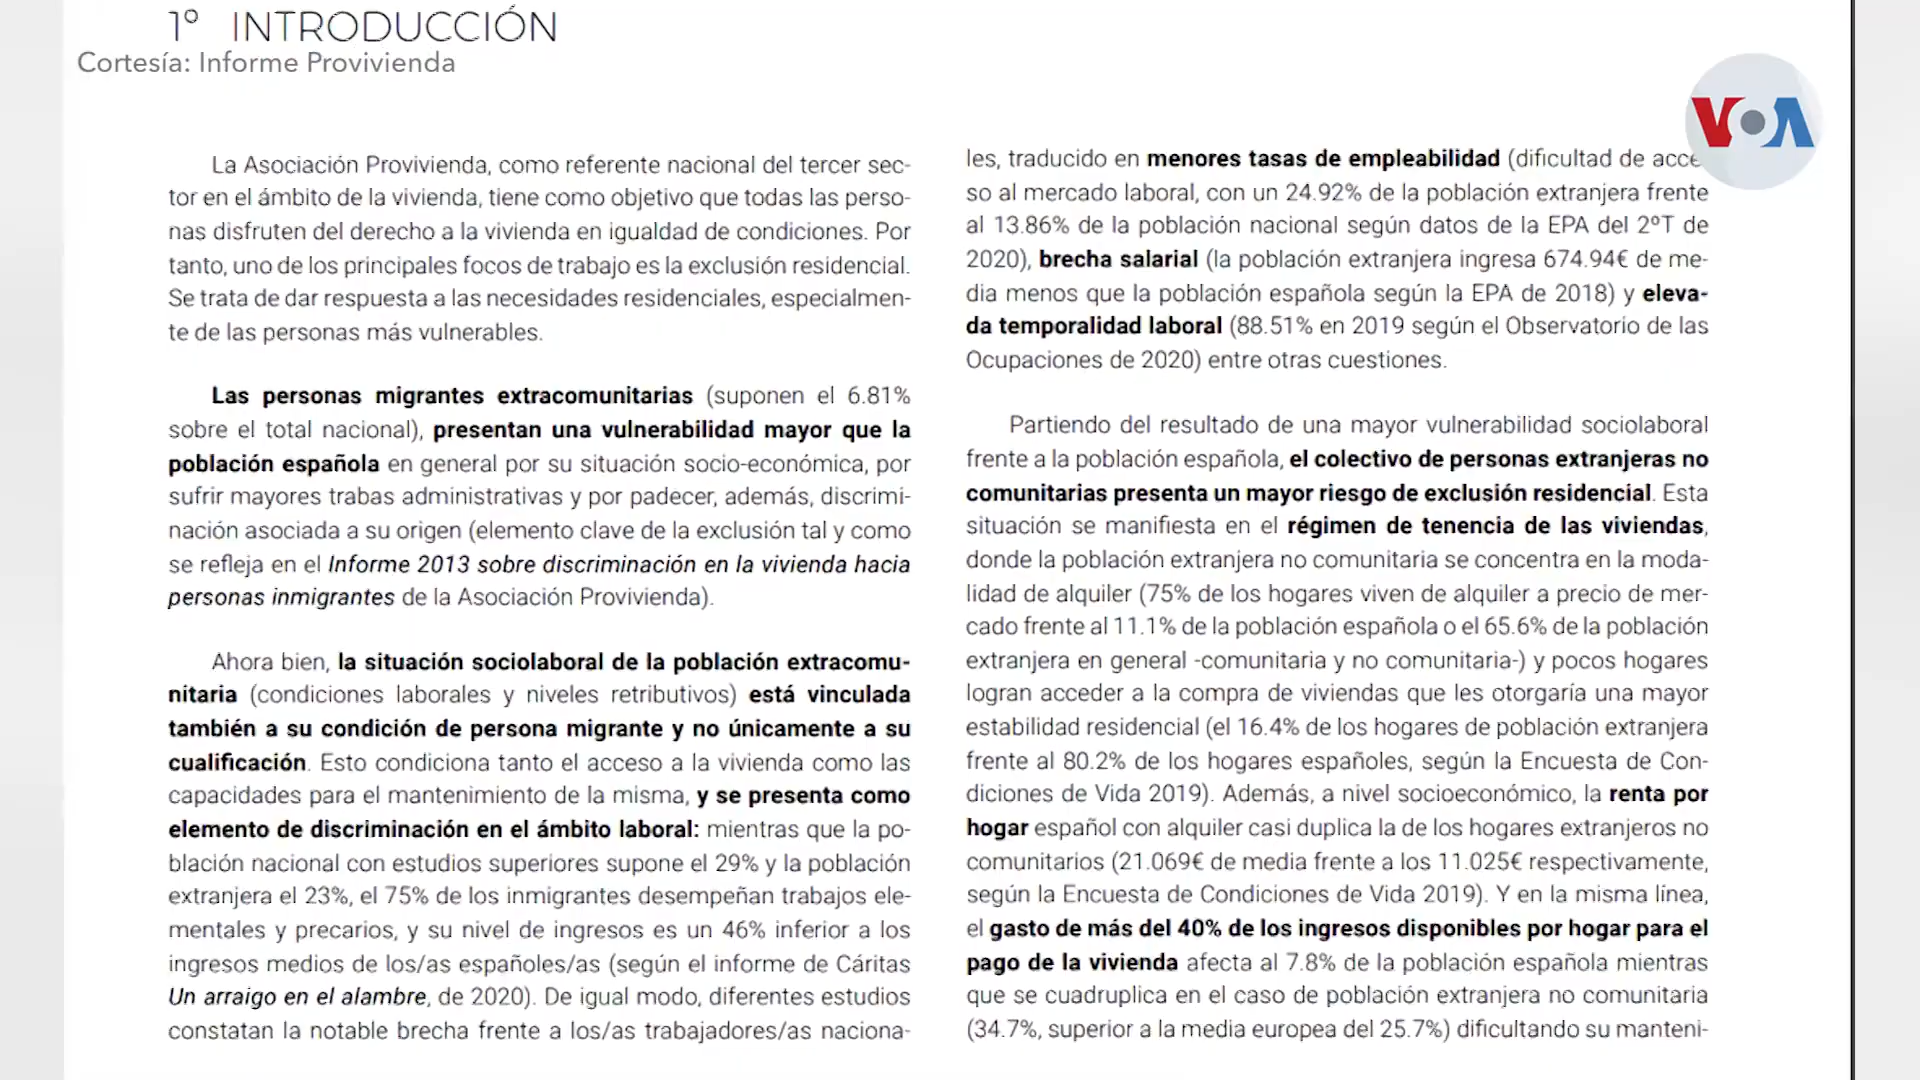 1º INTRODUCCIÓN
Cortesía: Informe Provivienda
VOA
La Asociación Provivienda, como referente nacional del tercer sec-
tor en el ámbito de la vivienda, tiene como objetivo que todas las perso-
nas disfruten del derecho a la vivienda en igualdad de condiciones. Por
tanto, uno de los principales focos de trabajo es la exclusión residencial.
Se trata de dar respuesta a las necesidades residenciales, especialmen-
te de las personas más vulnerables.
Las personas migrantes extracomunitarias (suponen el 6.81%
sobre el total nacional), presentan una vulnerabilidad mayor que la
población española en general por su situación socio-económica, por
sufrir mayores trabas administrativas y por padecer, además, discrimi-
nación asociada a su origen (elemento clave de la exclusión tal y como
se refleja en el Informe 2013 sobre discriminación en la vivienda hacia
personas inmigrantes de la Asociación Provivienda).
Ahora bien, la situación sociolaboral de la población extracomu-
nitaria (condiciones laborales y niveles retributivos) está vinculada
también a su condición de persona migrante y no únicamente a su
cualificación. Esto condiciona tanto el acceso a la vivienda como las
capacidades para el mantenimiento de la misma, y se presenta como
elemento de discriminación en el ámbito laboral: mientras que la po-
blación nacional con estudios superiores supone el 29% y la población
extranjera el 23%, el 75% de los inmigrantes desempeñan trabajos ele-
mentales y precarios, y su nivel de ingresos es un 46% inferior a los
ingresos medios de los/as españoles/as (según el informe de Cáritas
Un arraigo en el alambre, de 2020). De igual modo, diferentes estudios
constatan la notable brecha frente a los/as trabajadores/as naciona-
les, traducido en menores tasas de empleabilidad (dificultad de acce-
so al mercado laboral, con un 24.92% de la población extranjera frente
al 13.86% de la población nacional según datos de la EPA del 2ºT de
2020), brecha salarial (la población extranjera ingresa 674.94€ de me-
dia menos que la población española según la EPA de 2018) y eleva-
da temporalidad laboral (88.51% en 2019 según el Observatorio de las
Ocupaciones de 2020) entre otras cuestiones.
Partiendo del resultado de una mayor vulnerabilidad sociolaboral
frente a la población española, el colectivo de personas extranjeras no
comunitarias presenta un mayor riesgo de exclusión residencial. Esta
situación se manifiesta en el régimen de tenencia de las viviendas,
donde la población extranjera no comunitaria se concentra en la moda-
lidad de alquiler (75% de los hogares viven de alquiler a precio de mer-
cado frente al 11.1% de la población española o el 65.6% de la población
extranjera en general -comunitaria y no comunitaria-) y pocos hogares
logran acceder a la compra de viviendas que les otorgaría una mayor
estabilidad residencial (el 16.4% de los hogares de población extranjera
frente al 80.2% de los hogares españoles, según la Encuesta de Con-
diciones de Vida 2019). Además, a nivel socioeconómico, la renta por
hogar español con alquiler casi duplica la de los hogares extranjeros no
comunitarios (21.069€ de media frente a los 11.025€ respectivamente,
según la Encuesta de Condiciones de Vida 2019). Y en la misma línea,
el gasto de más del 40% de los ingresos disponibles por hogar para el
pago de la vivienda afecta al 7.8% de la población española mientras
que se cuadruplica en el caso de población extranjera no comunitaria
(34.7%, superior a la media europea del 25.7%) dificultando su manteni-